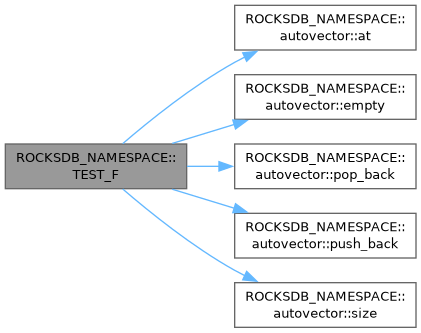 ROCKSDB_NAMESPACE::
TEST_F
ROCKSDB_NAMESPACE::
autovector::at
ROCKSDB_NAMESPACE::
autovector::empty
ROCKSDB_NAMESPACE::
autovector::pop_back
ROCKSDB_NAMESPACE::
autovector::push_back
ROCKSDB_NAMESPACE::
autovector::size